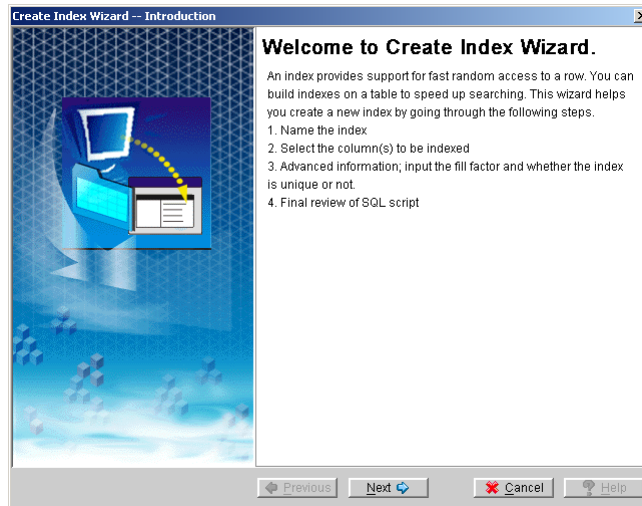 Create Index Wizard -- Introduction
Welcome to Create Index Wizard.
An index provides support for fast random access to a row. You can
build indexes on a table to speed up searching. This wizard helps
you create a new index by going through the following steps.
1. Name the index
2. Select the column(s) to be indexed
3. Advanced information; input the fill factor and whether the index
is unique or not.
4. Final review of SQL script
Previous Next Cancel Help